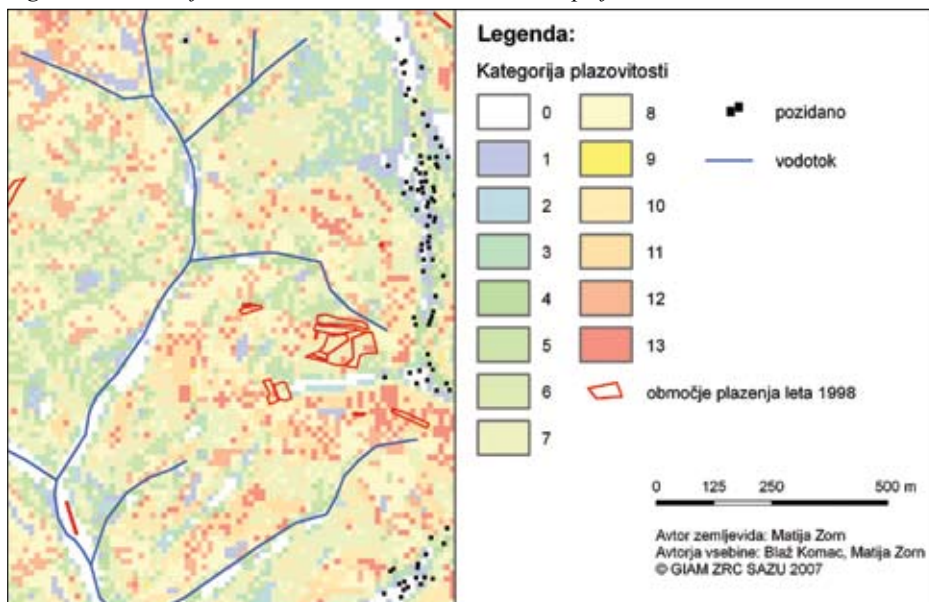 Legenda:
Kategorija plazovitosti
0
1
2
3
4
5
6
7
8
9
10
11
12
13
območje plazenja leta 1998
pozidano
vodotok
0 125 250 500 m
Avtor zemljevida: Matija Zorn
Avtorja vsebine: Blaž Komac, Matija Zorn
© GIAM ZRC SAZU 2007